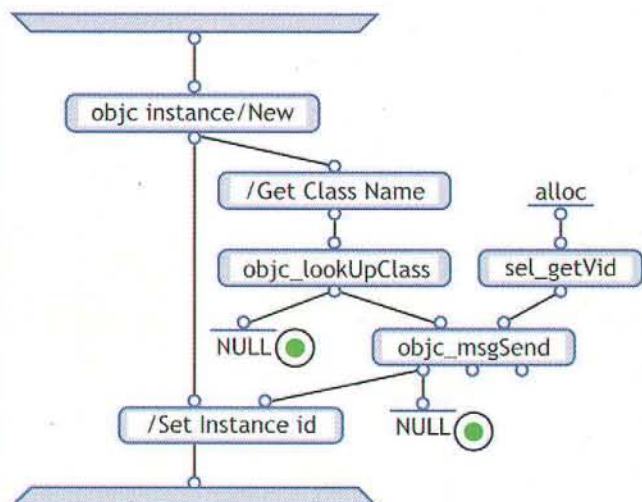 objc instance/New
/Get Class Name
alloc
objc_lookUpClass
sel_getVid
NULL
objc_msgSend
/Set Instance id
NULL